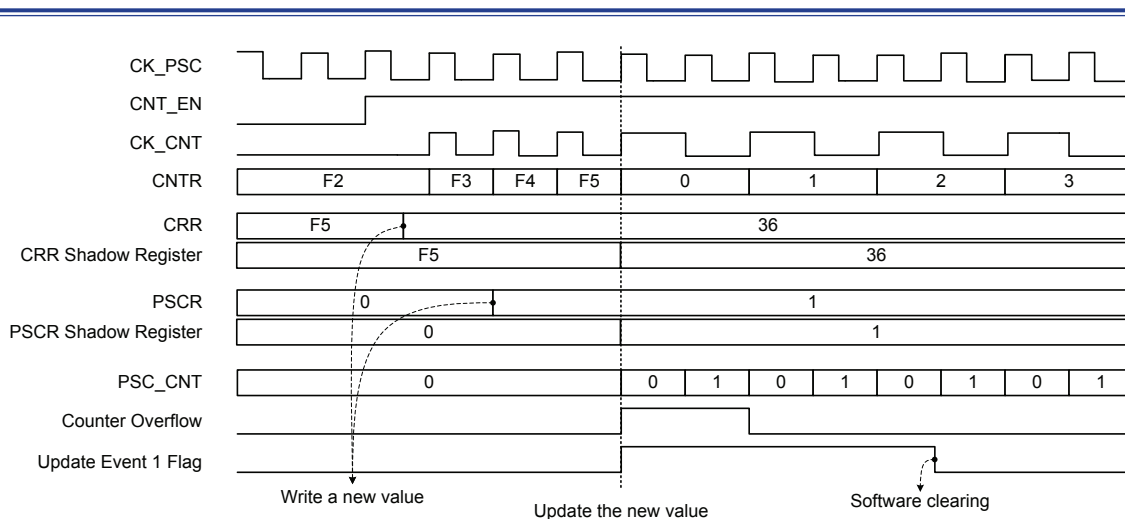 CK_PSC
CNT_EN
CK_CNT
CNTR F2 F3 F4 F5 0 1 2 3
CRR F5 36
CRR Shadow Register F5 36
PSCR 0 1
PSCR Shadow Register 0 1
PSC_CNT 0 0 1 0 1 0 1 0 1
Counter Overflow
Update Event 1 Flag
Write a new value Update the new value Software clearing